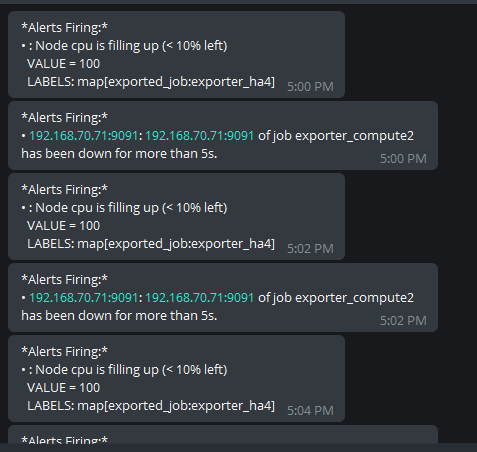 *Alerts Firing:*
• : Node cpu is filling up (< 10% left)
VALUE = 100
LABELS: map[exported_job:exporter_ha4]
5:00 PM
*Alerts Firing:*
• 192.168.70.71:9091: 192.168.70.71:9091 of job exporter_compute2
has been down for more than 5s.
5:00 PM
*Alerts Firing:*
• : Node cpu is filling up (< 10% left)
VALUE = 100
LABELS: map[exported_job:exporter_ha4]
5:02 PM
*Alerts Firing:*
• 192.168.70.71:9091: 192.168.70.71:9091 of job exporter_compute2
has been down for more than 5s.
5:02 PM
*Alerts Firing:*
• : Node cpu is filling up (< 10% left)
VALUE = 100
LABELS: map[exported_job:exporter_ha4]
5:04 PM
*Alerts Firing:*